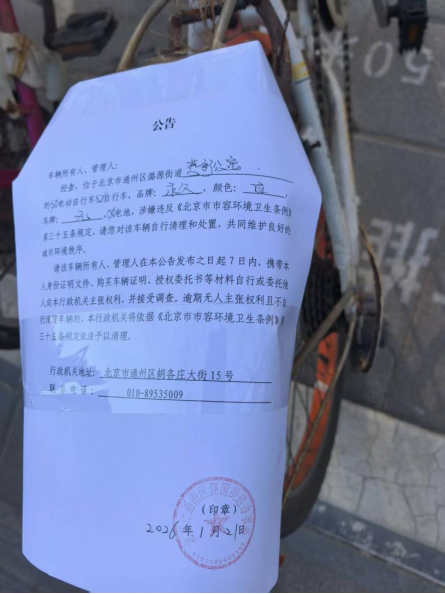 公告
车辆所有人、管理人:
经查,位于北京市通州区潞源街道
的 电动自行车 自行车,品牌:永久,颜色:
车牌:无, 电池,涉嫌违反《北京市市容环境卫生条例》
第三十五条规定,请您对该车辆自行清理和处置,共同维护良好的
城市环境秩序。
请该车辆所有人、管理人在本公告发布之日起7日内,携带本
人身份证明文件、购买车辆证明、授权委托书等材料自行或委托他
人向本行政机关主张权利,并接受调查。逾期无人主张权利且不自
行清理车辆的,本行政机关将依据《北京市市容环境卫生条例》第
三十五条规定依法予以清理。
行政机关地址:北京市通州区胡各庄大街15号
联系电话:010-89535009
(印章)
2026年1月21日
50米